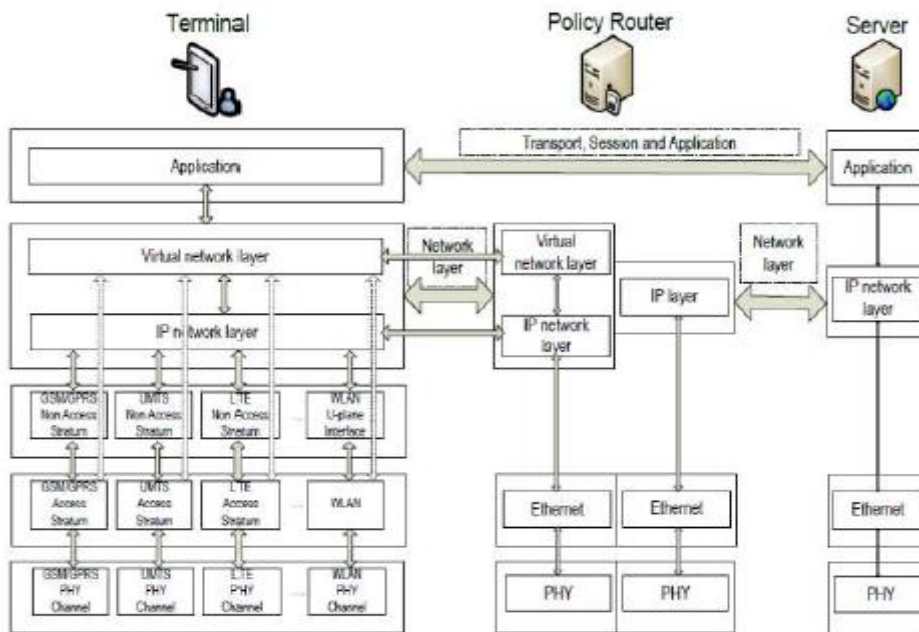 Terminal
Policy Router
Server
Transport, Session and Application
Application
Application
Virtual network layer
Network
layer
Virtual
network layer
Network
layer
IP layer
IP network
layer
IP network layer
IP network
layer
GSM/GPRS
Non Access
Stratum
UMTS
Non Access
Stratum
LTE
Non Access
Stratum
...
WLAN
U-plane
Interface
GSM/GPRS
Access
Stratum
UMTS
Access
Stratum
LTE
Access
Stratum
...
WLAN
Ethernet
Ethernet
Ethernet
GSM/GPRS
PHY
Channel
UMTS
PHY
Channel
LTE
PHY
Channel
...
WLAN
PHY
Channel
PHY
PHY
PHY